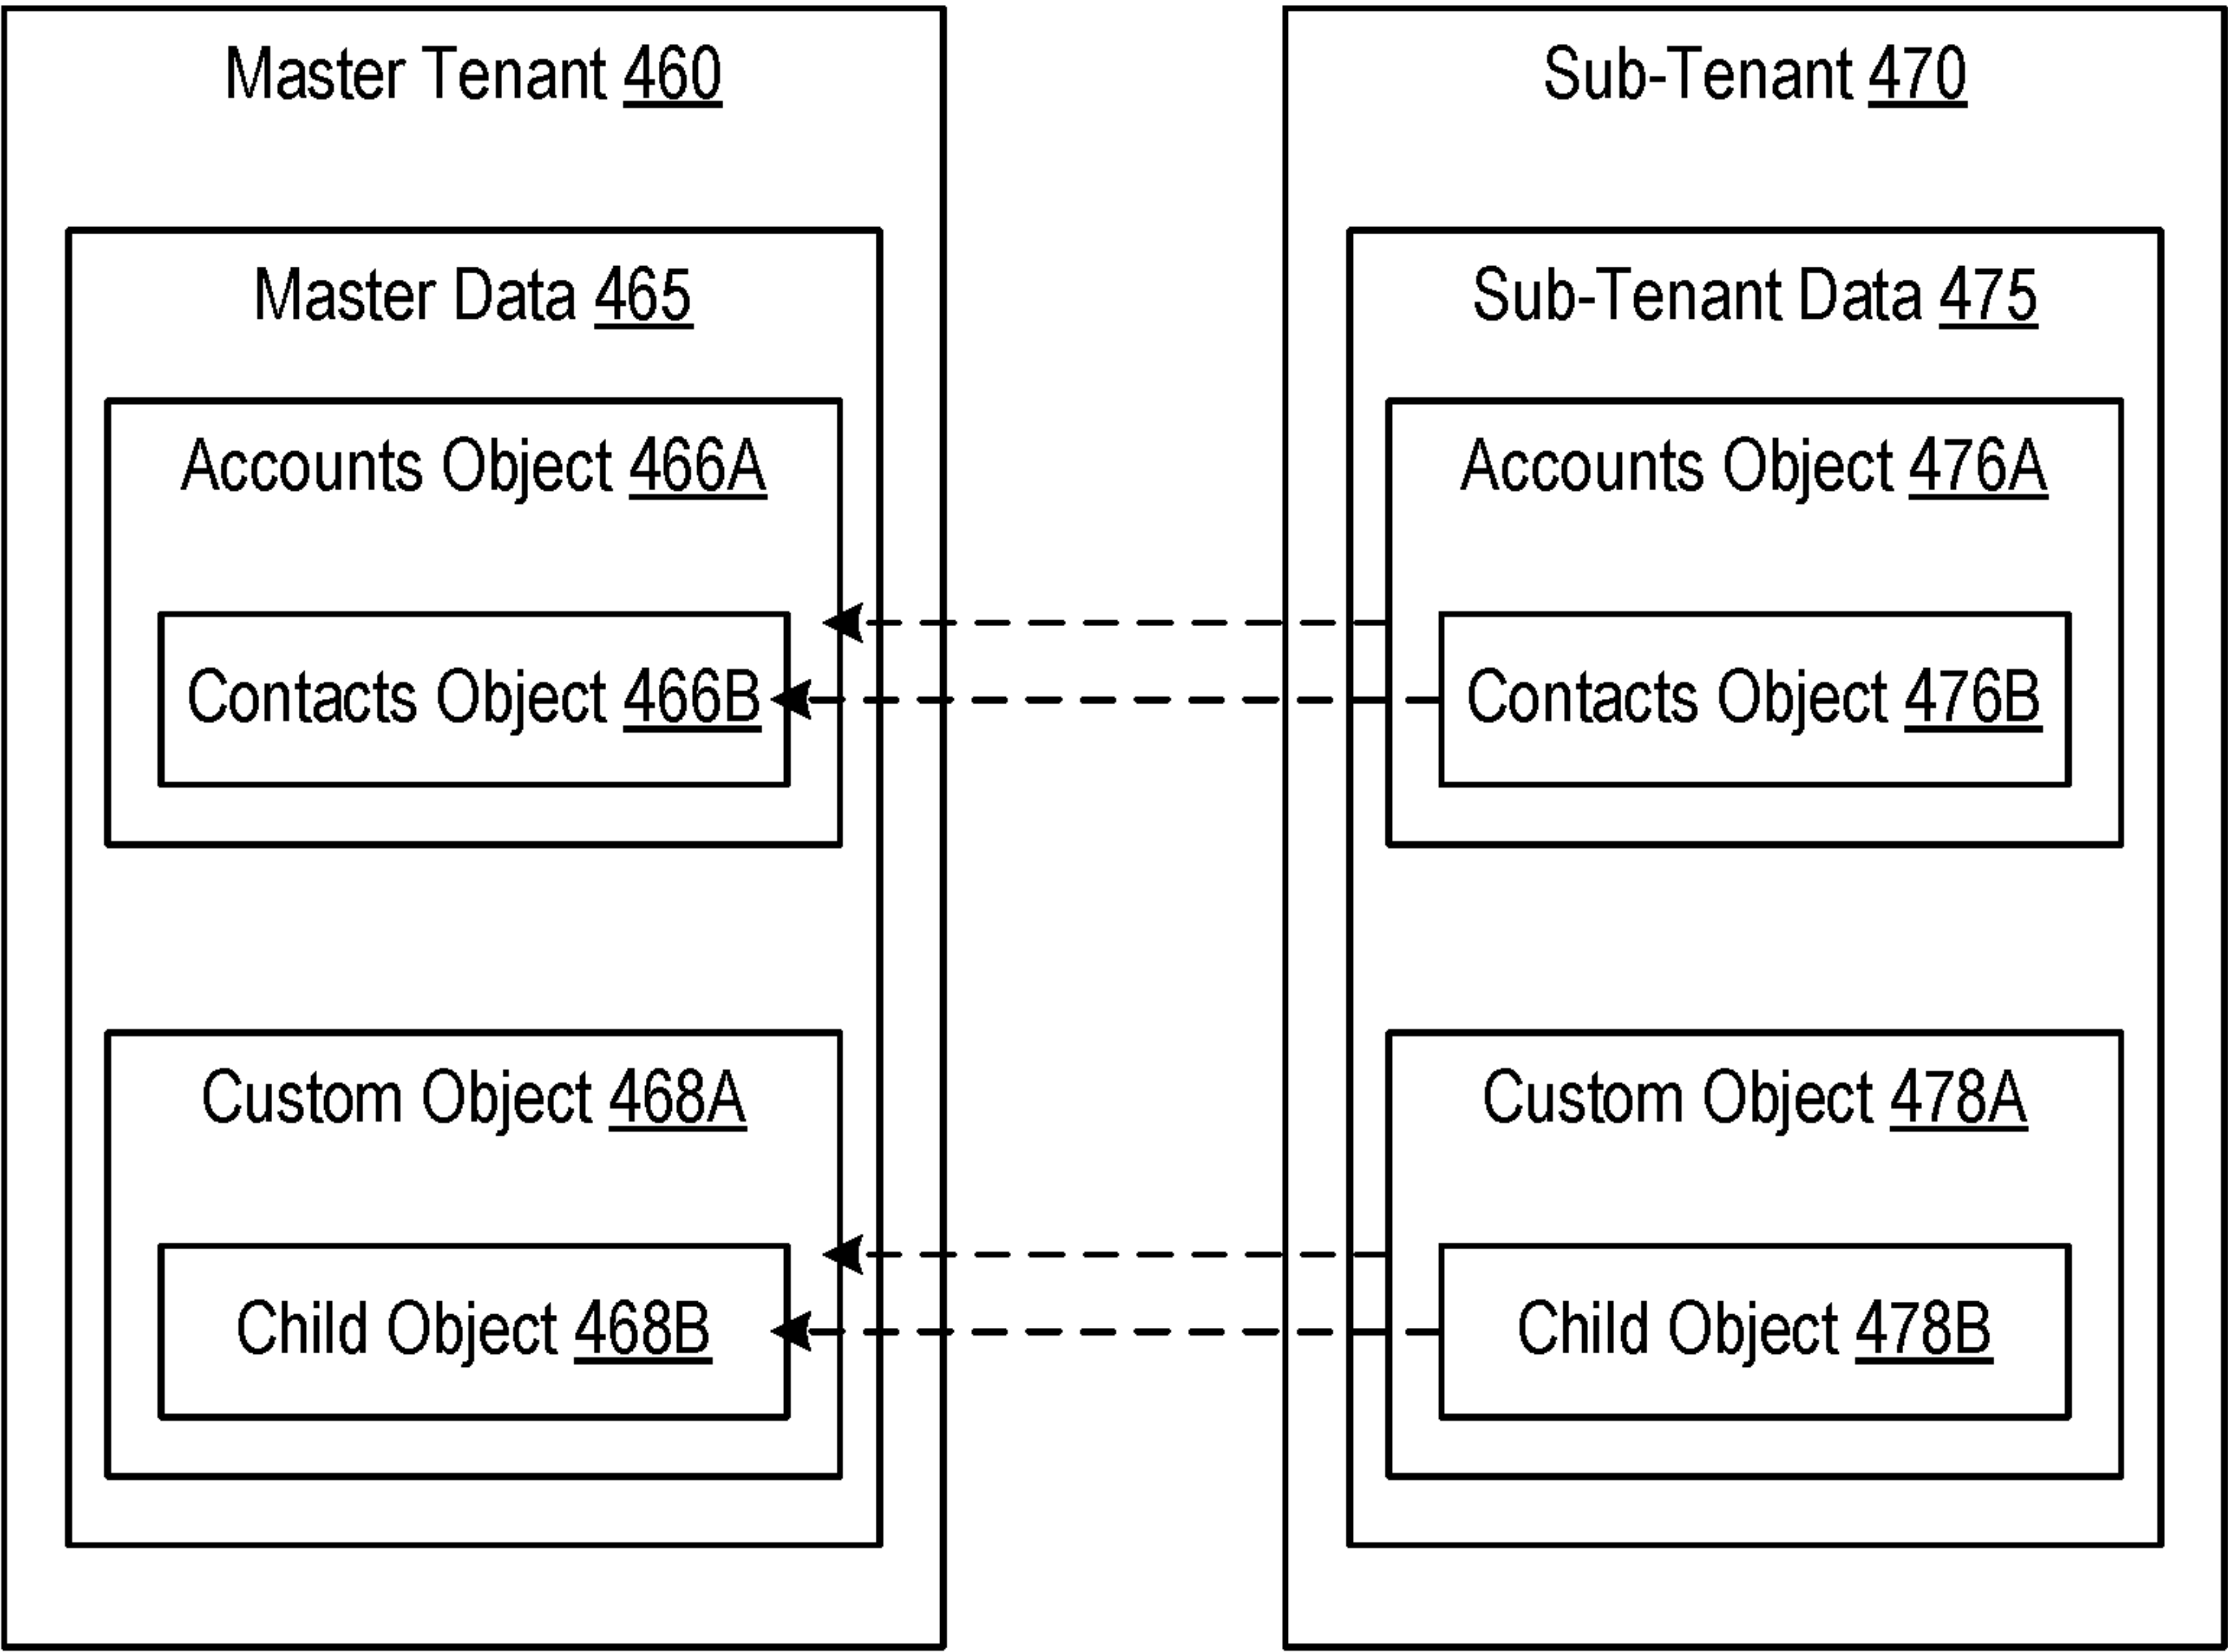 Master Tenant 460
Master Data 465
Accounts Object 466A
Contacts Object 466B
Custom Object 468A
Child Object 468B
Sub-Tenant 470
Sub-Tenant Data 475
Accounts Object 476A
Contacts Object 476B
Custom Object 478A
Child Object 478B